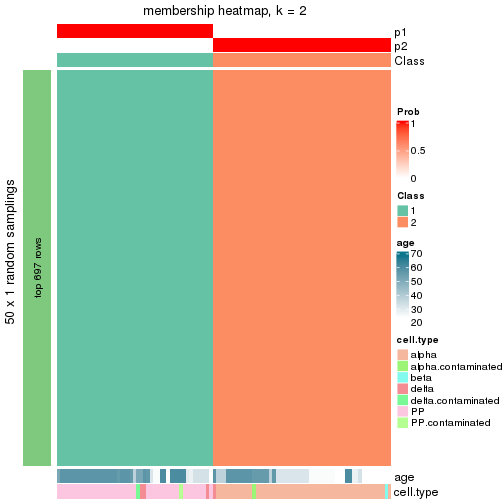 membership heatmap, k = 2
p1
p2
Class
50 x 1 random samplings
top 697 rows
Prob
1
0.5
0
Class
1
2
age
70
60
50
40
30
20
cell.type
alpha
alpha.contaminated
beta
delta
delta.contaminated
PP
PP.contaminated
age
cell.type